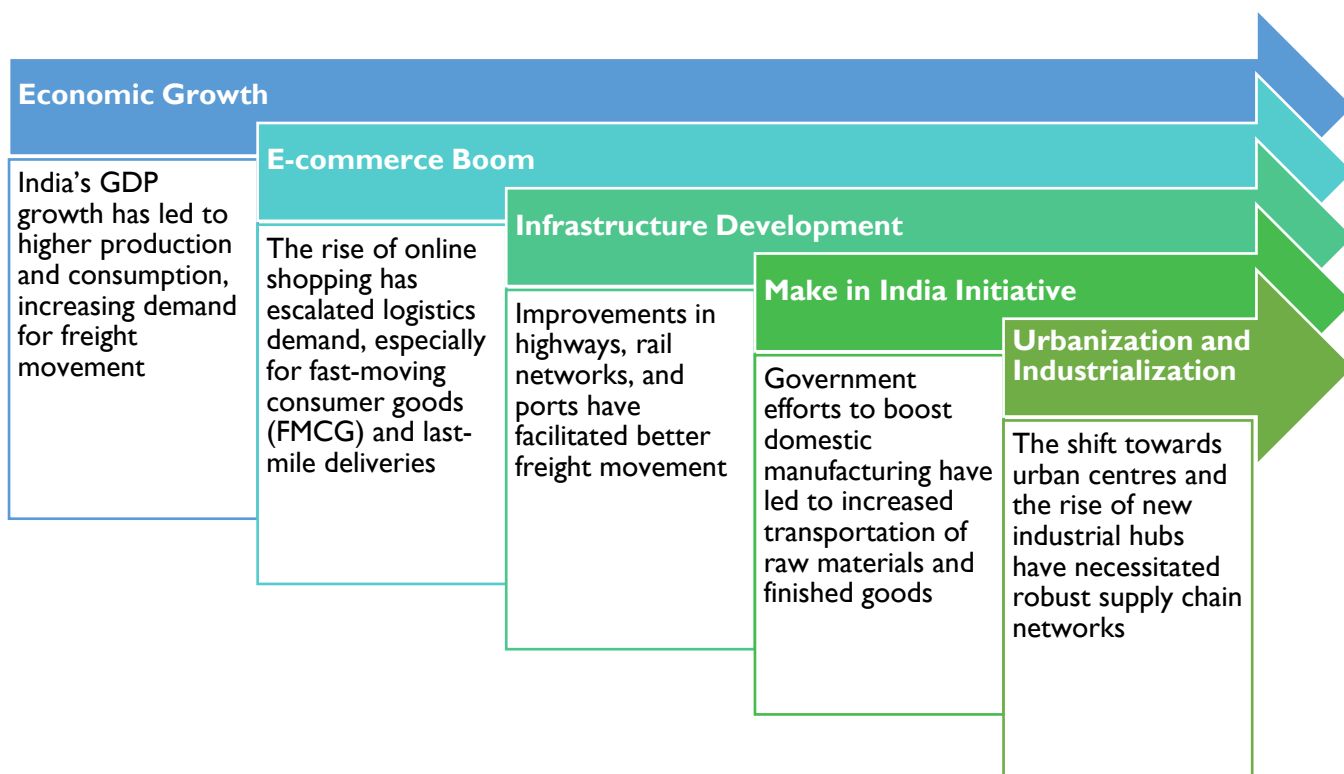 Economic Growth
India’s GDP
growth has led to
higher production
and consumption,
increasing demand
for freight
movement
E-commerce Boom
The rise of online
shopping has
escalated logistics
demand, especially
for fast-moving
consumer goods
(FMCG) and last-
mile deliveries
Infrastructure Development
Improvements in
highways, rail
networks, and
ports have
facilitated better
freight movement
Make in India Initiative
Government
efforts to boost
domestic
manufacturing have
led to increased
transportation of
raw materials and
finished goods
Urbanization and
Industrialization
The shift towards
urban centres and
the rise of new
industrial hubs
have necessitated
robust supply chain
networks